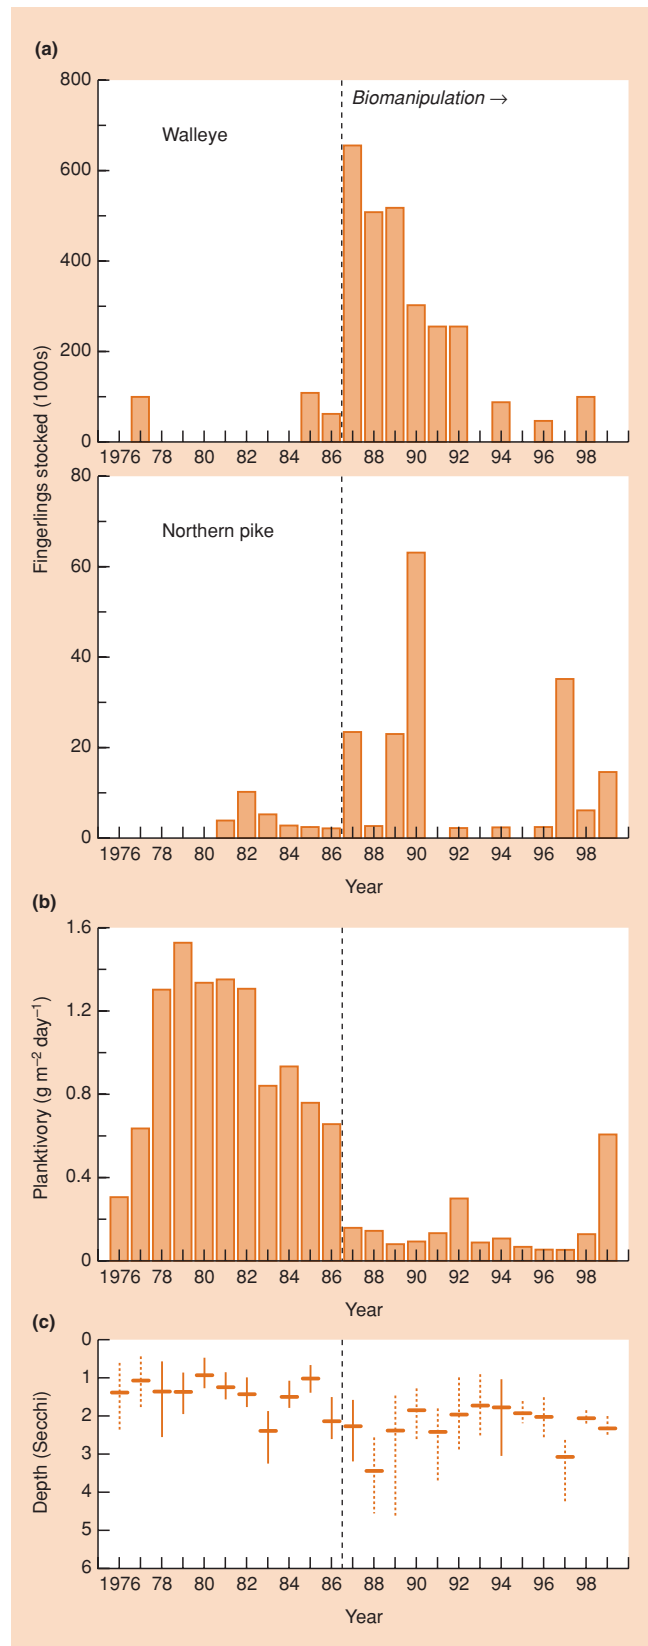 (a)
Fingerlings stocked (1000s)
800
600
400
200
0
Biomanipulation →
Walleye
1976 78 80 82 84 86 88 90 92 94 96 98
80
60
40
20
0
Northern pike
1976 78 80 82 84 86 88 90 92 94 96 98
Year
(b)
Planktivory (g m⁻² day⁻¹)
1.6
1.2
0.8
0.4
0
1976 78 80 82 84 86 88 90 92 94 96 98
Year
(c)
Depth (Secchi)
0
1
2
3
4
5
6
1976 78 80 82 84 86 88 90 92 94 96 98
Year